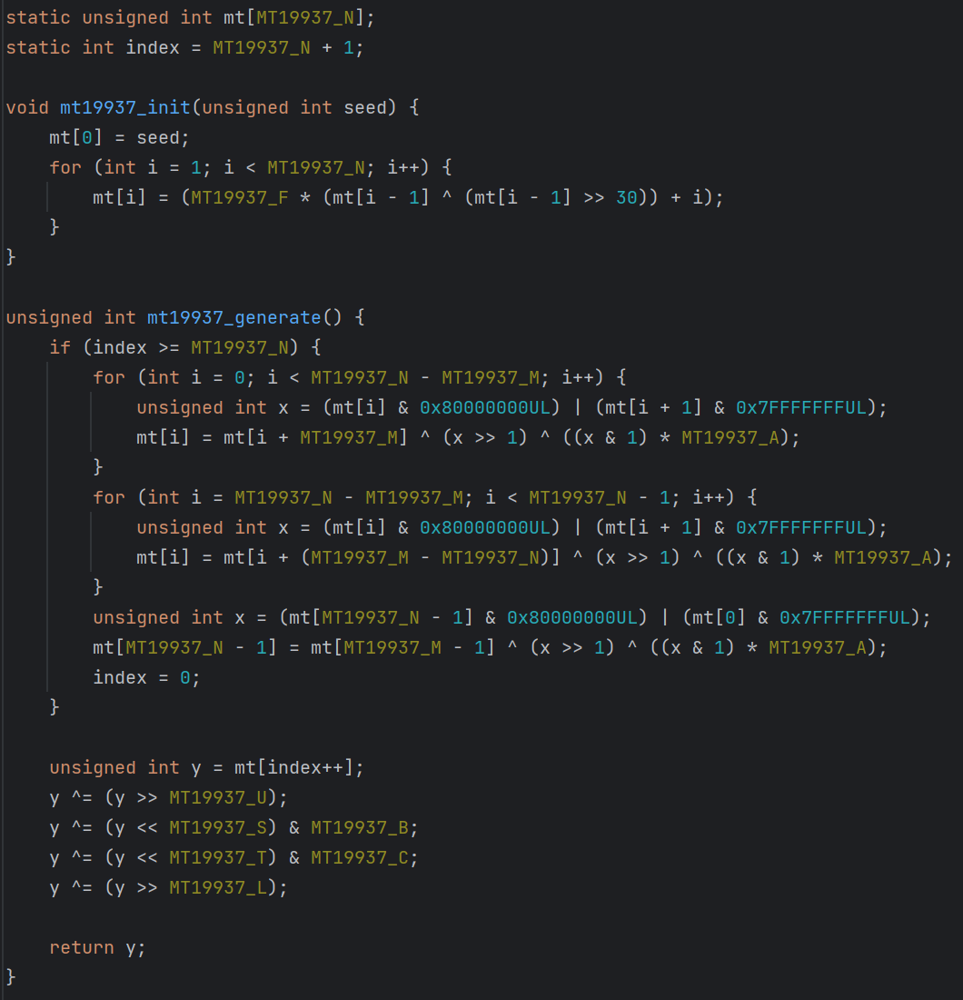 static unsigned int mt[MT19937_N];
static int index = MT19937_N + 1;

void mt19937_init(unsigned int seed) {
    mt[0] = seed;
    for (int i = 1; i < MT19937_N; i++) {
        mt[i] = (MT19937_F * (mt[i - 1] ^ (mt[i - 1] >> 30)) + i);
    }
}

unsigned int mt19937_generate() {
    if (index >= MT19937_N) {
        for (int i = 0; i < MT19937_N - MT19937_M; i++) {
            unsigned int x = (mt[i] & 0x80000000UL) | (mt[i + 1] & 0x7FFFFFFFUL);
            mt[i] = mt[i + MT19937_M] ^ (x >> 1) ^ ((x & 1) * MT19937_A);
        }
        for (int i = MT19937_N - MT19937_M; i < MT19937_N - 1; i++) {
            unsigned int x = (mt[i] & 0x80000000UL) | (mt[i + 1] & 0x7FFFFFFFUL);
            mt[i] = mt[i + (MT19937_M - MT19937_N)] ^ (x >> 1) ^ ((x & 1) * MT19937_A);
        }
        unsigned int x = (mt[MT19937_N - 1] & 0x80000000UL) | (mt[0] & 0x7FFFFFFFUL);
        mt[MT19937_N - 1] = mt[MT19937_M - 1] ^ (x >> 1) ^ ((x & 1) * MT19937_A);
        index = 0;
    }

    unsigned int y = mt[index++];
    y ^= (y >> MT19937_U);
    y ^= (y << MT19937_S) & MT19937_B;
    y ^= (y << MT19937_T) & MT19937_C;
    y ^= (y >> MT19937_L);

    return y;
}